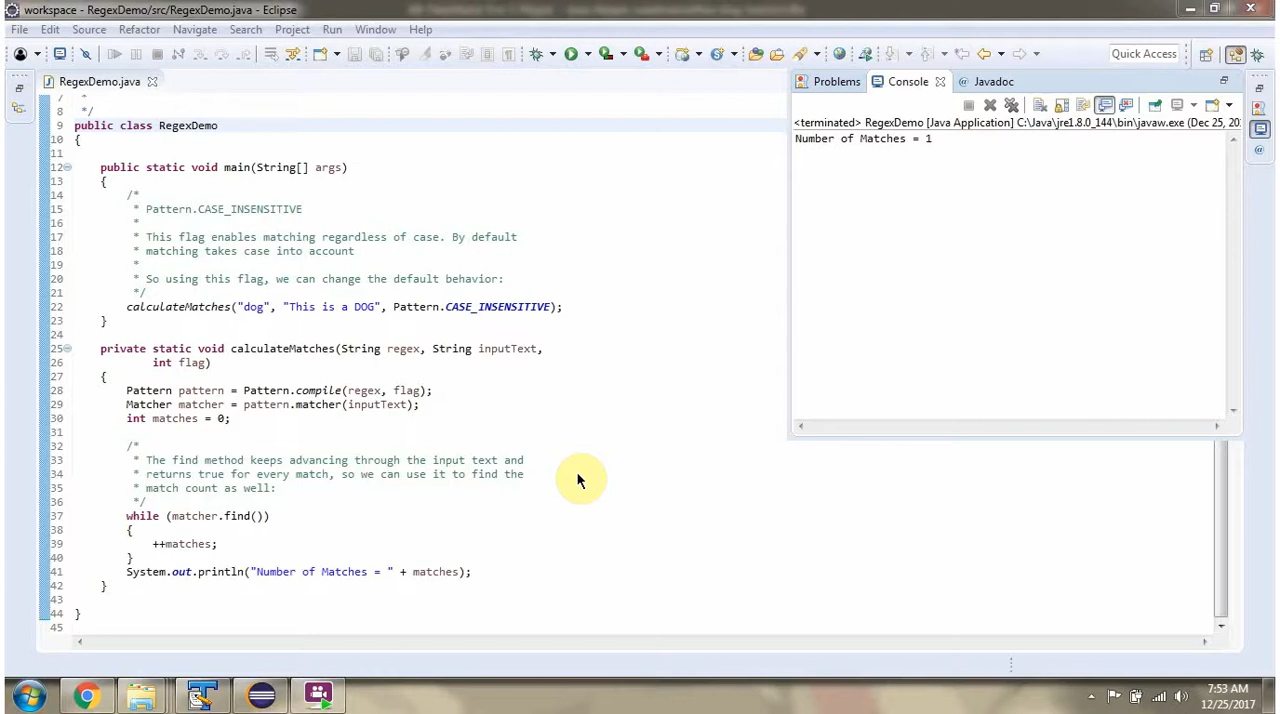 workspace - RegexDemo/src/RegexDemo.java - Eclipse
File Edit Source Refactor Navigate Search Project Run Window Help
Quick Access
RegexDemo.java
7 *
8 */
9 public class RegexDemo
10 {
11
12 public static void main(String[] args)
13 {
14 /*
15 * Pattern.CASE_INSENSITIVE
16 *
17 * This flag enables matching regardless of case. By default
18 * matching takes case into account
19 *
20 * So using this flag, we can change the default behavior:
21 */
22 calculateMatches("dog", "This is a DOG", Pattern.CASE_INSENSITIVE);
23 }
24
25 private static void calculateMatches(String regex, String inputText,
26 int flag)
27 {
28 Pattern pattern = Pattern.compile(regex, flag);
29 Matcher matcher = pattern.matcher(inputText);
30 int matches = 0;
31
32 /*
33 * The find method keeps advancing through the input text and
34 * returns true for every match, so we can use it to find the
35 * match count as well:
36 */
37 while (matcher.find())
38 {
39 ++matches;
40 }
41 System.out.println("Number of Matches = " + matches);
42 }
43
44 }
45
Problems Console Javadoc
<terminated> RegexDemo [Java Application] C:\Java\jre1.8.0_144\bin\javaw.exe (Dec 25, 20
Number of Matches = 1
7:53 AM
12/25/2017